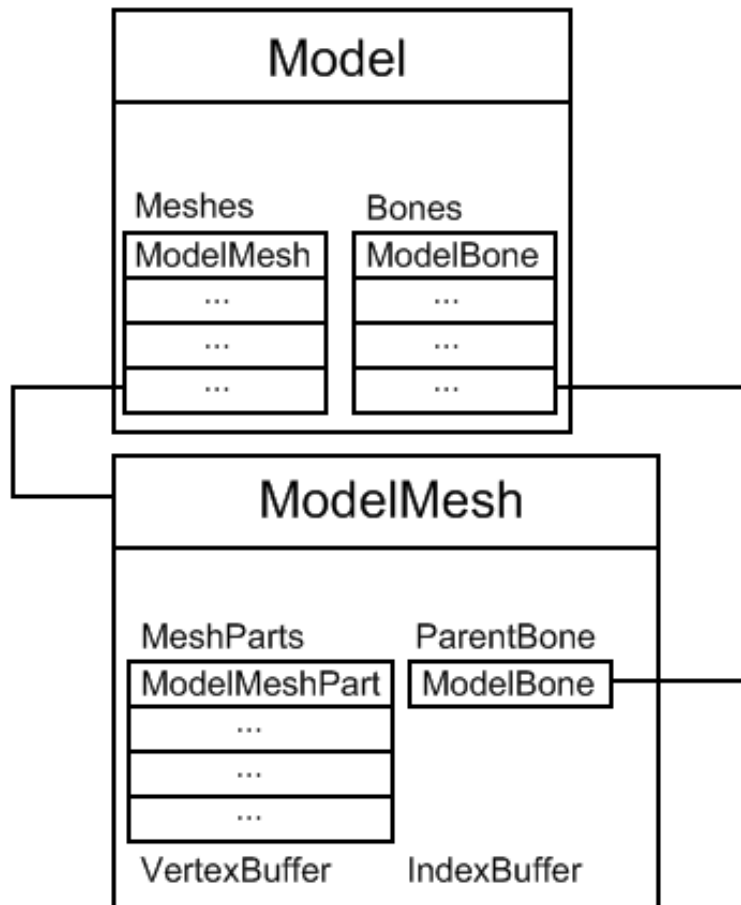 Model
Meshes Bones
ModelMesh ModelBone
... ...
... ...
... ...
ModelMesh
MeshParts ParentBone
ModelMeshPart ModelBone
...
...
...
VertexBuffer IndexBuffer